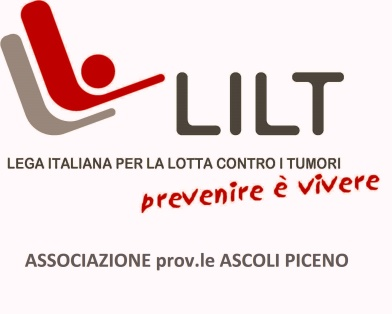 LILT
LEGA ITALIANA PER LA LOTTA CONTRO I TUMORI
prevenire è vivere
ASSOCIAZIONE prov.le ASCOLI PICENO